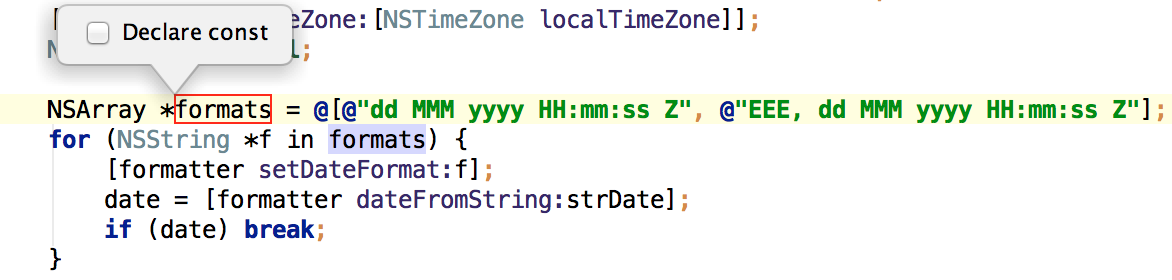 [ eZone:[NSTimeZone localTimeZone]];
Declare const
;
NSArray *formats = @[@"dd MMM yyyy HH:mm:ss Z", @"EEE, dd MMM yyyy HH:mm:ss Z"];
for (NSString *f in formats) {
[formatter setDateFormat:f];
date = [formatter dateFromString:strDate];
if (date) break;
}